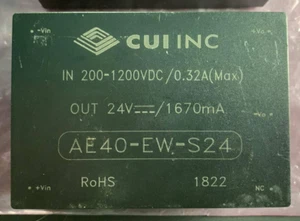 -Vin
-Vin
CUI INC
IN 200-1200VDC/0.32A(Max)
OUT 24V⎓/1670mA
AE40-EW-S24
RoHS 1822
+Vin
NC